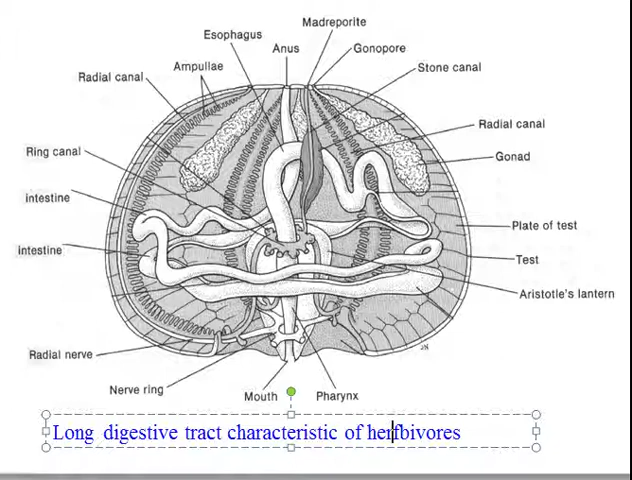 Madreporite
Esophagus
Anus
Gonopore
Ampullae
Stone canal
Radial canal
Radial canal
Ring canal
Gonad
intestine
Plate of test
intestine
Test
Aristotle's lantern
Radial nerve
Nerve ring
Mouth
Pharynx
Long digestive tract characteristic of herfbivores